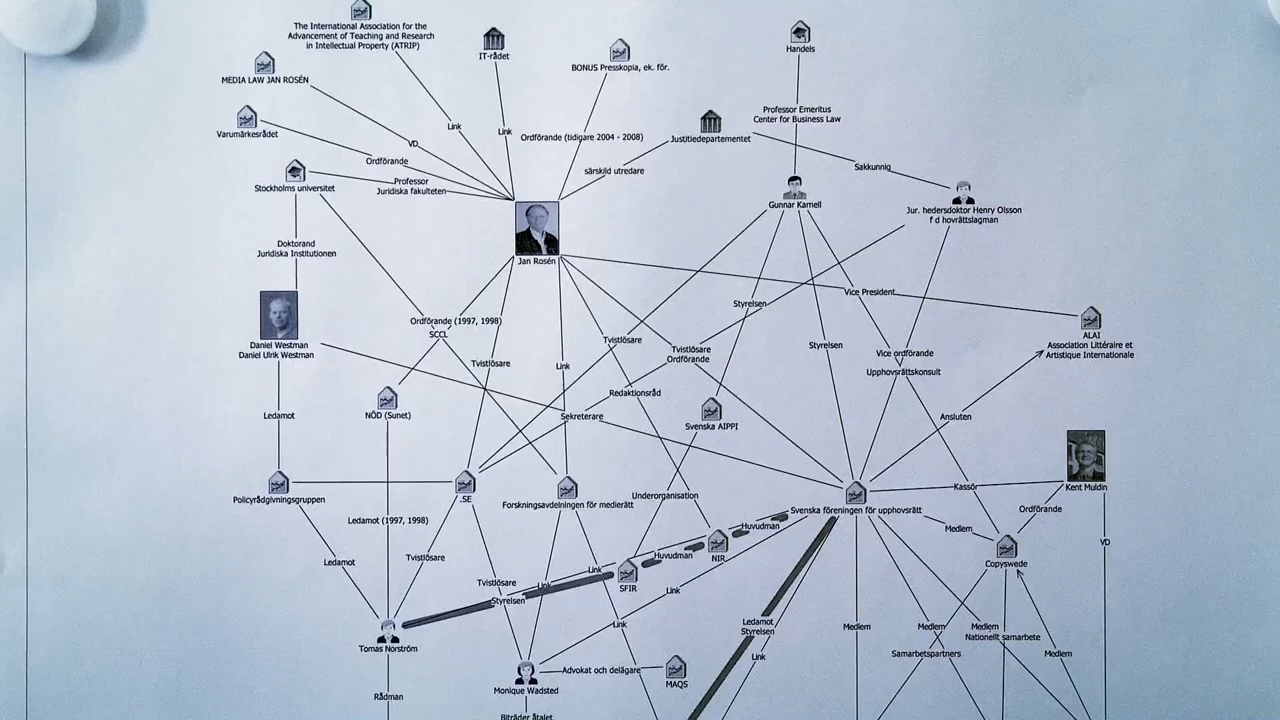 The International Association for the
Advancement of Teaching and Research
in Intellectual Property (ATRIP)
IT-rådet
BONUS Presskopia, ek. för.
Handels
MEDIA LAW JAN ROSÉN
Varumärkesrådet
Link
Link
Ordförande (tidigare 2004 - 2008)
Justitiedepartementet
Professor Emeritus
Center for Business Law
VD
Ordförande
särskild utredare
Sakkunnig
Stockholms universitet
Professor
Juridiska fakulteten
Gunnar Karnell
Jur. hedersdoktor Henry Olsson
f d hovrättslagman
Doktorand
Juridiska Institutionen
Jan Rosén
Vice President
Styrelsen
Ordförande (1997, 1998)
SCCL
Daniel Westman
Daniel Ulrik Westman
Tvistlösare
Tvistlösare
Ordförande
Styrelsen
Vice ordförande
ALAI
Association Littéraire et
Artistique Internationale
Tvistlösare
Link
Upphovsrättskonsult
Redaktionsråd
Ledamot
NÖD (Sunet)
Sekreterare
Svenska AIPPI
Ansluten
Policyrådgivningsgruppen
.SE
Forskningsavdelningen för medierätt
Underorganisation
Svenska föreningen för upphovsrätt
Kassör
Kent Muldin
Ledamot (1997, 1998)
Huvudman
Medlem
Ordförande
Ledamot
Tvistlösare
Huvudman
NIR
Copyswede
VD
Tvistlösare
Link
Link
SFIR
Link
Styrelsen
Link
Ledamot
Styrelsen
Medlem
Medlem
Medlem
Nationellt samarbete
Tomas Norström
Link
Samarbetspartners
Medlem
Advokat och delägare
MAQS
Monique Wadsted
Rådman
Biträder åtalet